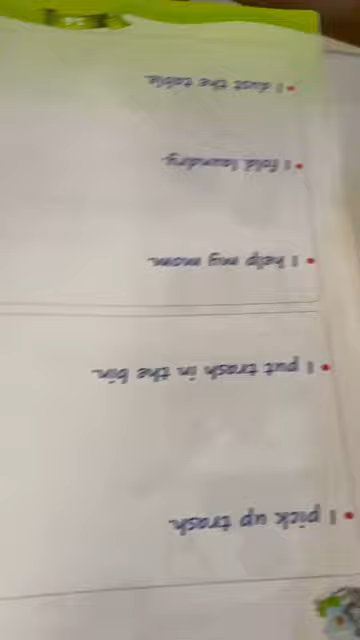 I pick up trash.
I put trash in the bin.
I help my mom.
I fold laundry.
I dust the table.